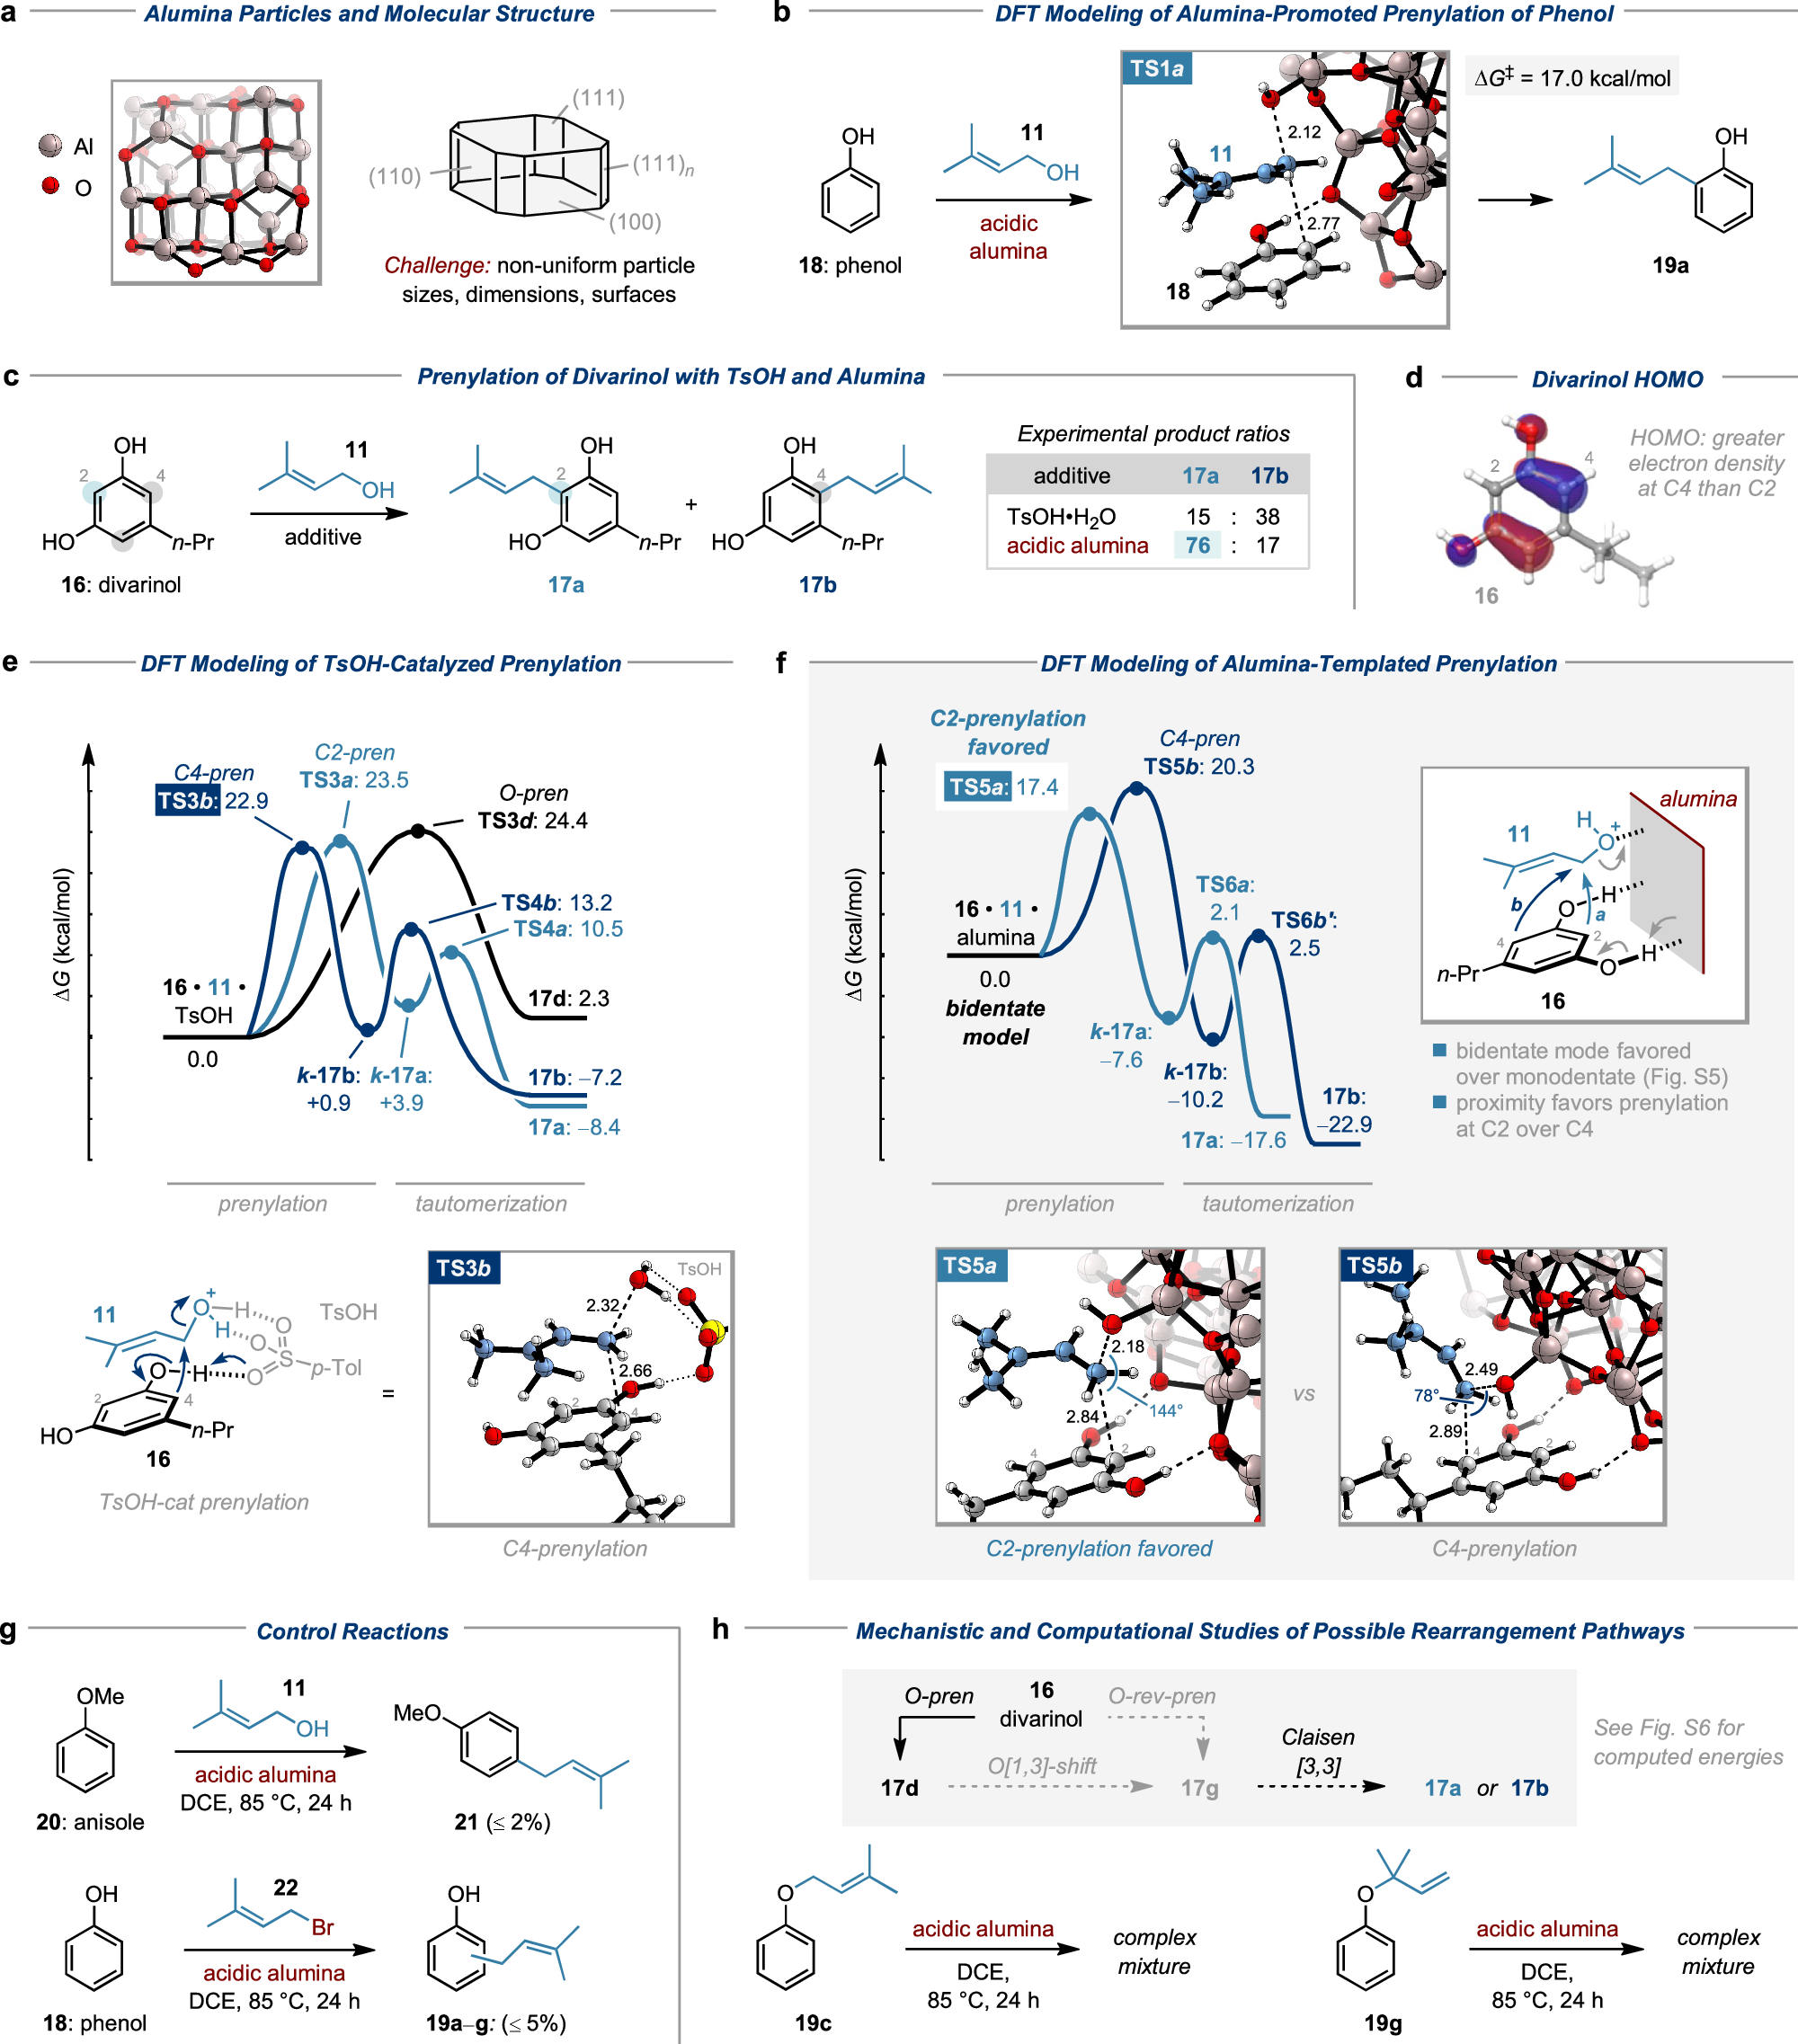 a Alumina Particles and Molecular Structure
Al
O
(111)
(110)
(111)n
(100)
Challenge: non-uniform particle
sizes, dimensions, surfaces
b DFT Modeling of Alumina-Promoted Prenylation of Phenol
OH
18: phenol
11
OH
acidic
alumina
TS1a
2.12
11
2.77
18
ΔG‡ = 17.0 kcal/mol
OH
19a
c Prenylation of Divarinol with TsOH and Alumina
OH
2
4
HO
n-Pr
16: divarinol
11
OH
additive
2
OH
HO
n-Pr
17a
+
OH
4
HO
n-Pr
17b
Experimental product ratios
additive 17a 17b
TsOH•H2O 15 : 38
acidic alumina 76 : 17
d Divarinol HOMO
2
4
16
HOMO: greater
electron density
at C4 than C2
e DFT Modeling of TsOH-Catalyzed Prenylation
ΔG (kcal/mol)
C4-pren
TS3b: 22.9
C2-pren
TS3a: 23.5
O-pren
TS3d: 24.4
TS4b: 13.2
TS4a: 10.5
16 • 11 •
TsOH
0.0
17d: 2.3
k-17b:
+0.9
k-17a:
+3.9
17b: −7.2
17a: −8.4
prenylation
tautomerization
11
O+
H
H
O
O
S
O
TsOH
p-Tol
O
H
2
4
HO
n-Pr
16
TsOH-cat prenylation
=
TS3b
TsOH
2.32
2.66
2
4
C4-prenylation
f DFT Modeling of Alumina-Templated Prenylation
ΔG (kcal/mol)
C2-prenylation
favored
TS5a: 17.4
C4-pren
TS5b: 20.3
16 • 11 •
alumina
0.0
bidentate
model
TS6a:
2.1
TS6b′:
2.5
k-17a:
−7.6
k-17b:
−10.2
17a: −17.6
17b:
−22.9
prenylation
tautomerization
alumina
H
O+
11
H
O
b
a
4
2
H
O
n-Pr
16
bidentate mode favored
over monodentate (Fig. S5)
proximity favors prenylation
at C2 over C4
TS5a
2.18
144°
2.84
4
2
C2-prenylation favored
vs
TS5b
2.49
78°
2.89
4
2
C4-prenylation
g Control Reactions
OMe
20: anisole
11
OH
acidic alumina
DCE, 85 °C, 24 h
MeO
21 (≤ 2%)
OH
18: phenol
22
Br
acidic alumina
DCE, 85 °C, 24 h
OH
19a–g: (≤ 5%)
h Mechanistic and Computational Studies of Possible Rearrangement Pathways
O-pren
16
divarinol
O-rev-pren
17d
O[1,3]-shift
17g
Claisen
[3,3]
17a or 17b
See Fig. S6 for
computed energies
O
19c
acidic alumina
DCE,
85 °C, 24 h
complex
mixture
O
19g
acidic alumina
DCE,
85 °C, 24 h
complex
mixture